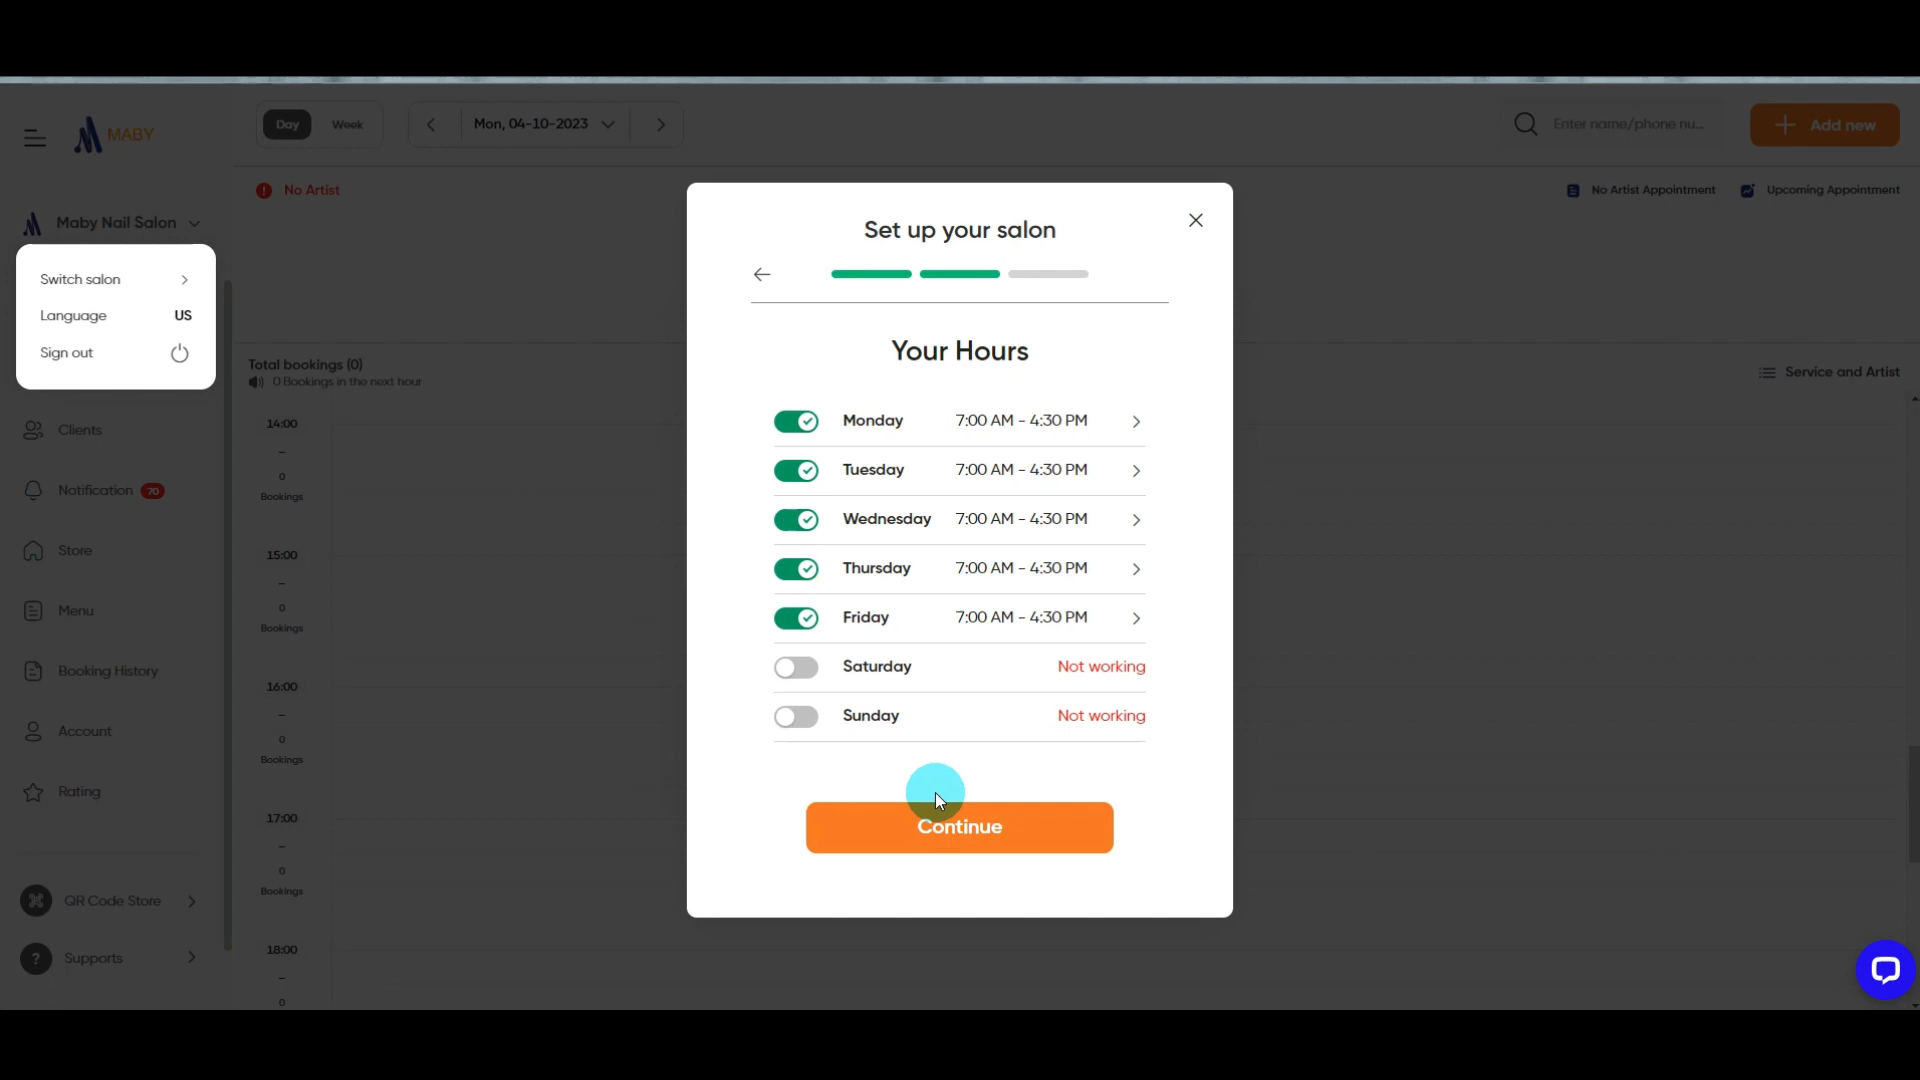 MABY
Day
Week
Mon, 04-10-2023
Enter name/phone nu...
Add new
No Artist
No Artist Appointment
Upcoming Appointment
Maby Nail Salon
Switch salon
Language US
Sign out
Clients
Notification 70
Store
Menu
Booking History
Account
Rating
QR Code Store
? Supports
Total bookings (0)
0 Bookings in the next hour
Service and Artist
14:00
–
0
Bookings
15:00
–
0
Bookings
16:00
–
0
Bookings
17:00
–
0
Bookings
18:00
–
0
Set up your salon
Your Hours
Monday 7:00 AM - 4:30 PM
Tuesday 7:00 AM - 4:30 PM
Wednesday 7:00 AM - 4:30 PM
Thursday 7:00 AM - 4:30 PM
Friday 7:00 AM - 4:30 PM
Saturday Not working
Sunday Not working
Continue